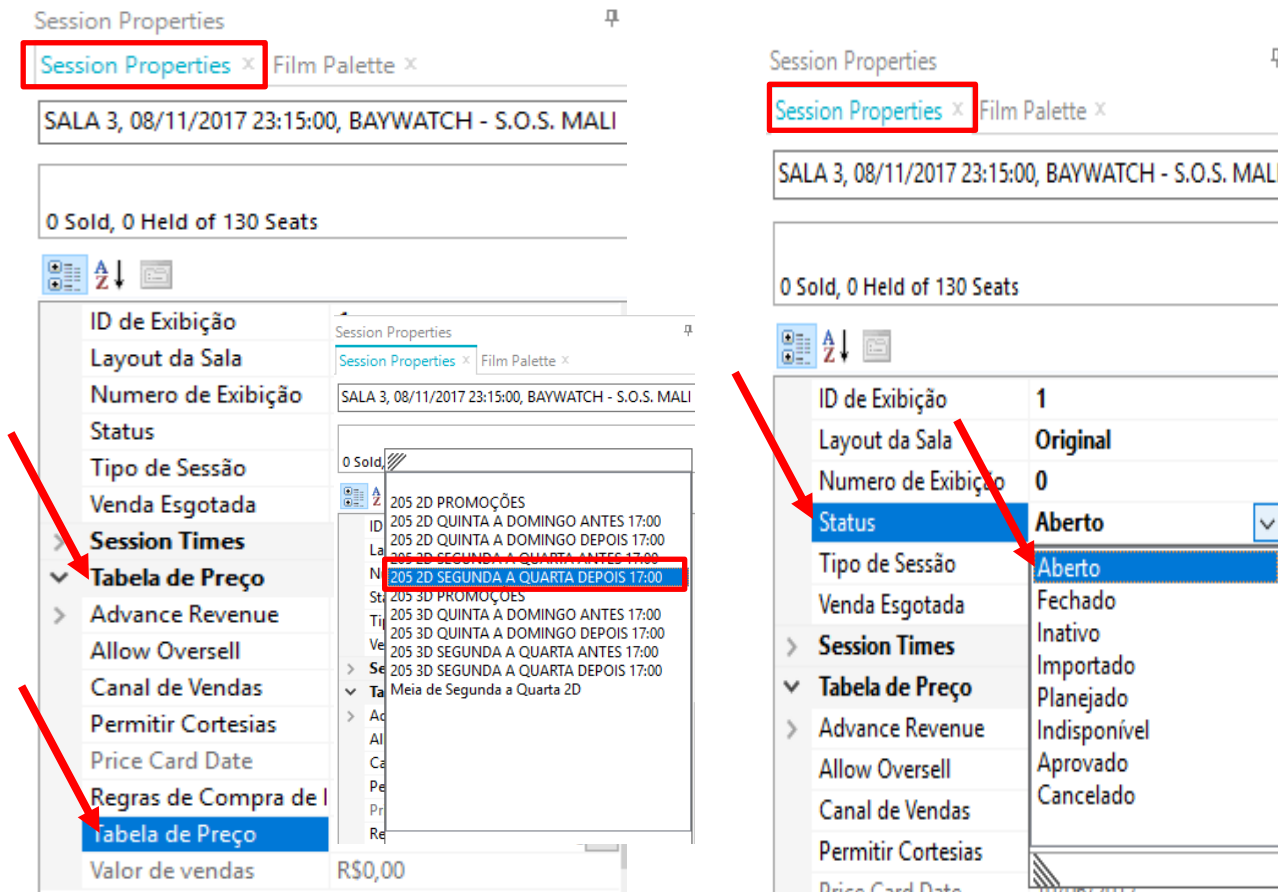 Session Properties
Session Properties × Film Palette ×
SALA 3, 08/11/2017 23:15:00, BAYWATCH - S.O.S. MALI
0 Sold, 0 Held of 130 Seats
ID de Exibição
Layout da Sala
Numero de Exibição
Status
Tipo de Sessão
Venda Esgotada
Session Times
Tabela de Preço
Advance Revenue
Allow Oversell
Canal de Vendas
Permitir Cortesias
Price Card Date
Regras de Compra de I
Tabela de Preço
Valor de vendas R$0,00
Session Properties
Session Properties × Film Palette ×
SALA 3, 08/11/2017 23:15:00, BAYWATCH - S.O.S. MALI
0 Sold,
205 2D PROMOÇÕES
205 2D QUINTA A DOMINGO ANTES 17:00
205 2D QUINTA A DOMINGO DEPOIS 17:00
205 2D SEGUNDA A QUARTA ANTES 17:00
205 2D SEGUNDA A QUARTA DEPOIS 17:00
205 3D PROMOÇÕES
205 3D QUINTA A DOMINGO ANTES 17:00
205 3D QUINTA A DOMINGO DEPOIS 17:00
205 3D SEGUNDA A QUARTA ANTES 17:00
205 3D SEGUNDA A QUARTA DEPOIS 17:00
Meia de Segunda a Quarta 2D
Session Properties
Session Properties × Film Palette ×
SALA 3, 08/11/2017 23:15:00, BAYWATCH - S.O.S. MALI
0 Sold, 0 Held of 130 Seats
ID de Exibição 1
Layout da Sala Original
Numero de Exibição 0
Status Aberto
Tipo de Sessão
Venda Esgotada
Session Times
Tabela de Preço
Advance Revenue
Allow Oversell
Canal de Vendas
Permitir Cortesias
Price Card Date
Aberto
Fechado
Inativo
Importado
Planejado
Indisponível
Aprovado
Cancelado